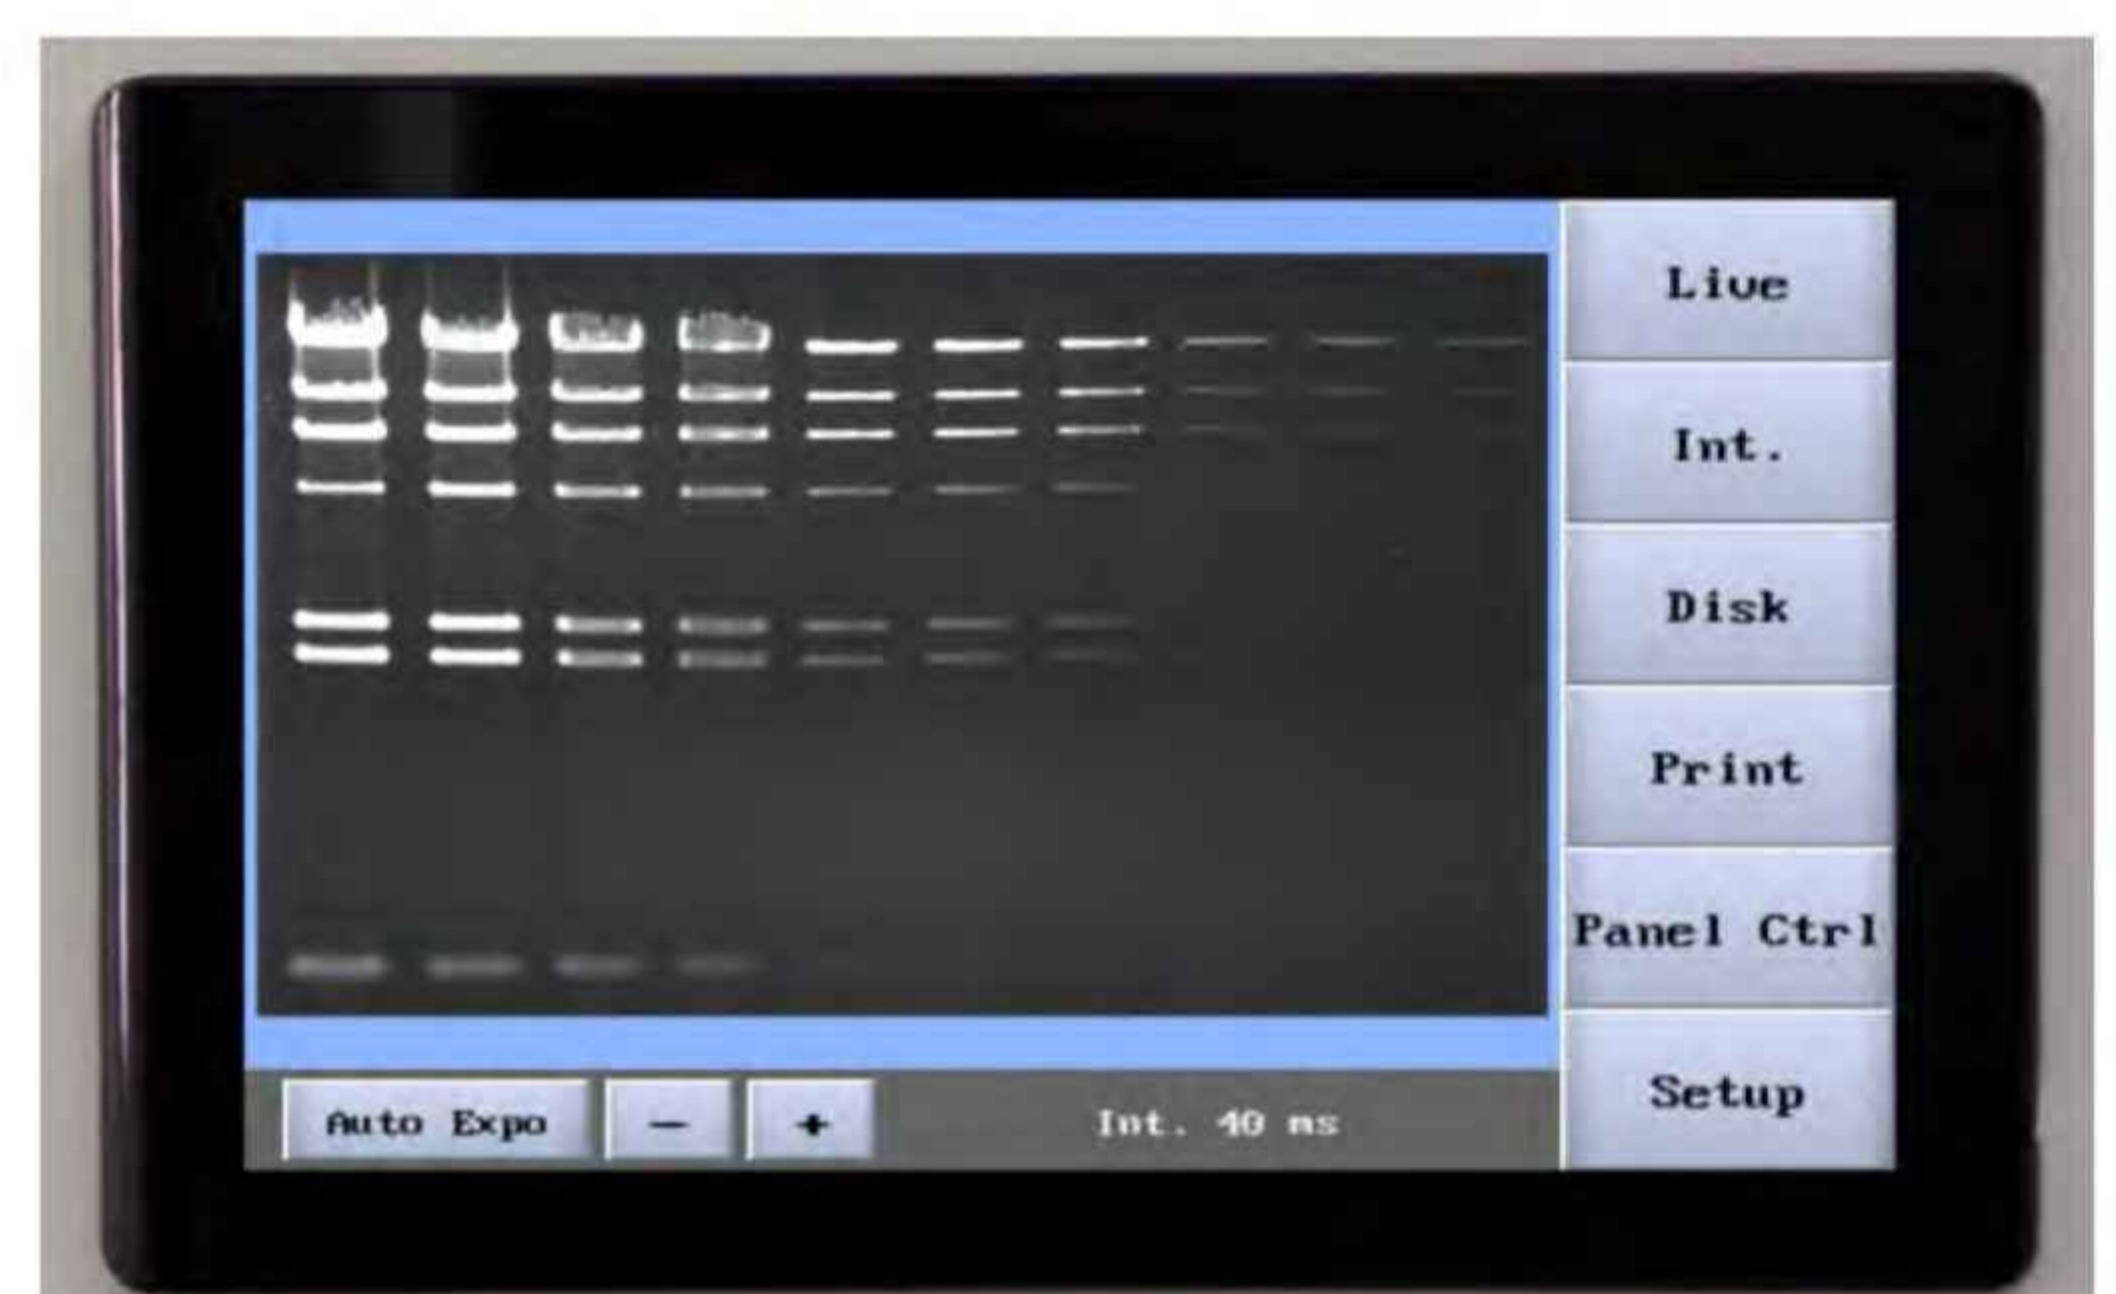 Live
Int.
Disk
Print
Panel Ctrl
Setup
Auto Expo
-
+
Int. 40 ms